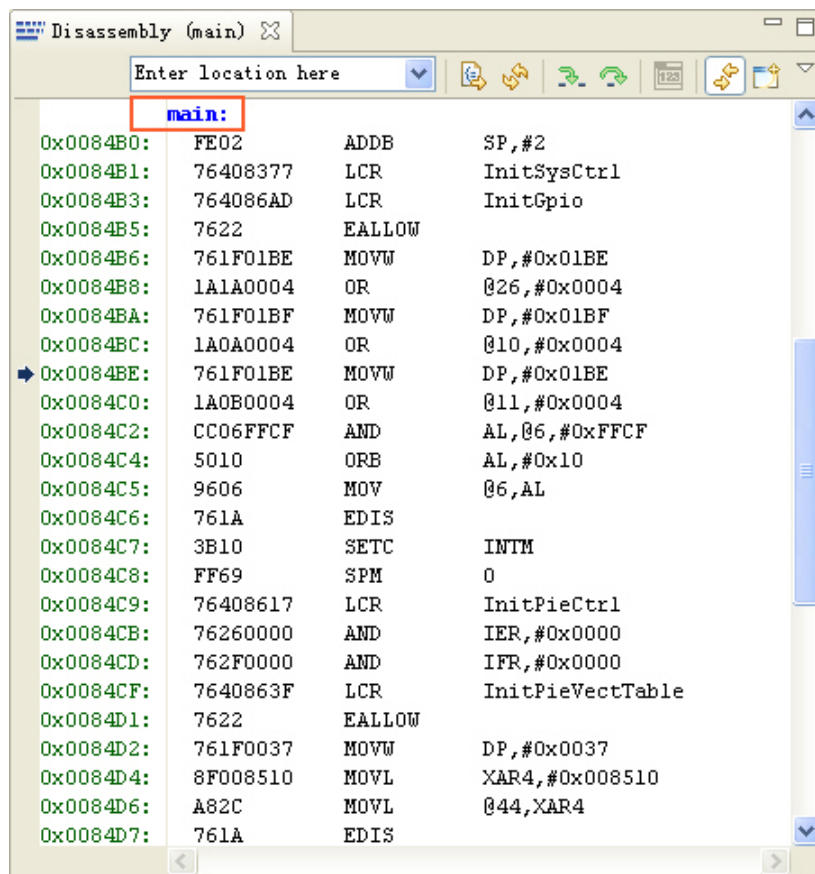 Disassembly (main)
Enter location here
123
main:
0x0084B0: FE02 ADDB SP,#2
0x0084B1: 76408377 LCR InitSysCtrl
0x0084B3: 764086AD LCR InitGpio
0x0084B5: 7622 EALLOW
0x0084B6: 761F01BE MOVW DP,#0x01BE
0x0084B8: 1A1A0004 OR @26,#0x0004
0x0084BA: 761F01BF MOVW DP,#0x01BF
0x0084BC: 1A0A0004 OR @10,#0x0004
0x0084BE: 761F01BE MOVW DP,#0x01BE
0x0084C0: 1A0B0004 OR @11,#0x0004
0x0084C2: CC06FFCF AND AL,@6,#0xFFCF
0x0084C4: 5010 ORB AL,#0x10
0x0084C5: 9606 MOV @6,AL
0x0084C6: 761A EDIS
0x0084C7: 3B10 SETC INTM
0x0084C8: FF69 SPM 0
0x0084C9: 76408617 LCR InitPieCtrl
0x0084CB: 76260000 AND IER,#0x0000
0x0084CD: 762F0000 AND IFR,#0x0000
0x0084CF: 7640863F LCR InitPieVectTable
0x0084D1: 7622 EALLOW
0x0084D2: 761F0037 MOVW DP,#0x0037
0x0084D4: 8F008510 MOVL XAR4,#0x008510
0x0084D6: A82C MOVL @44,XAR4
0x0084D7: 761A EDIS